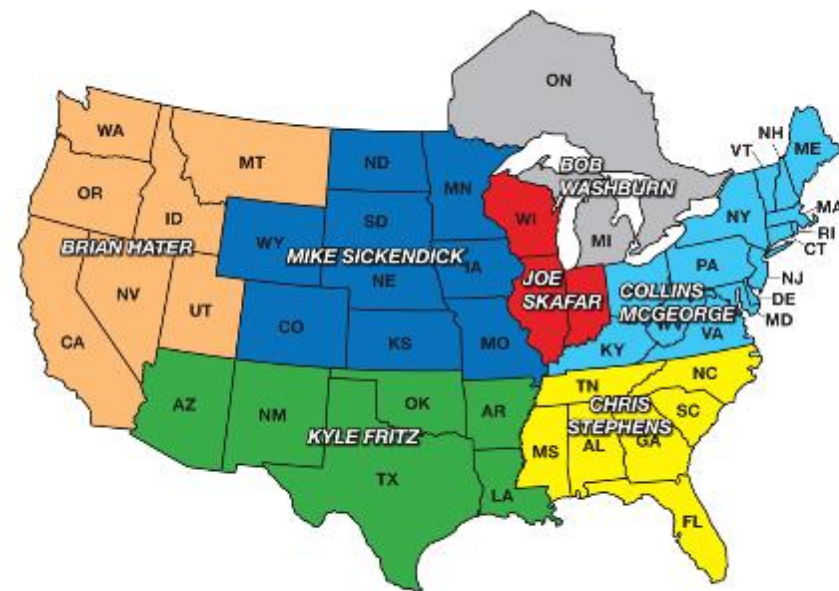 ON
WA
MT
ND
MN
NH
VT
ME
OR
ID
SD
WI
BOB
WASHBURN
NY
MA
RI
CT
BRIAN HATER
WY
MIKE SICKENDICK
IA
MI
PA
NJ
NV
NE
JOE
SKAFAR
COLLINS
MCGEORGE
DE
MD
UT
CA
CO
KS
MO
KY
WV
VA
AZ
NM
OK
AR
TN
NC
CHRIS
STEPHENS
SC
KYLE FRITZ
MS
AL
GA
TX
LA
FL